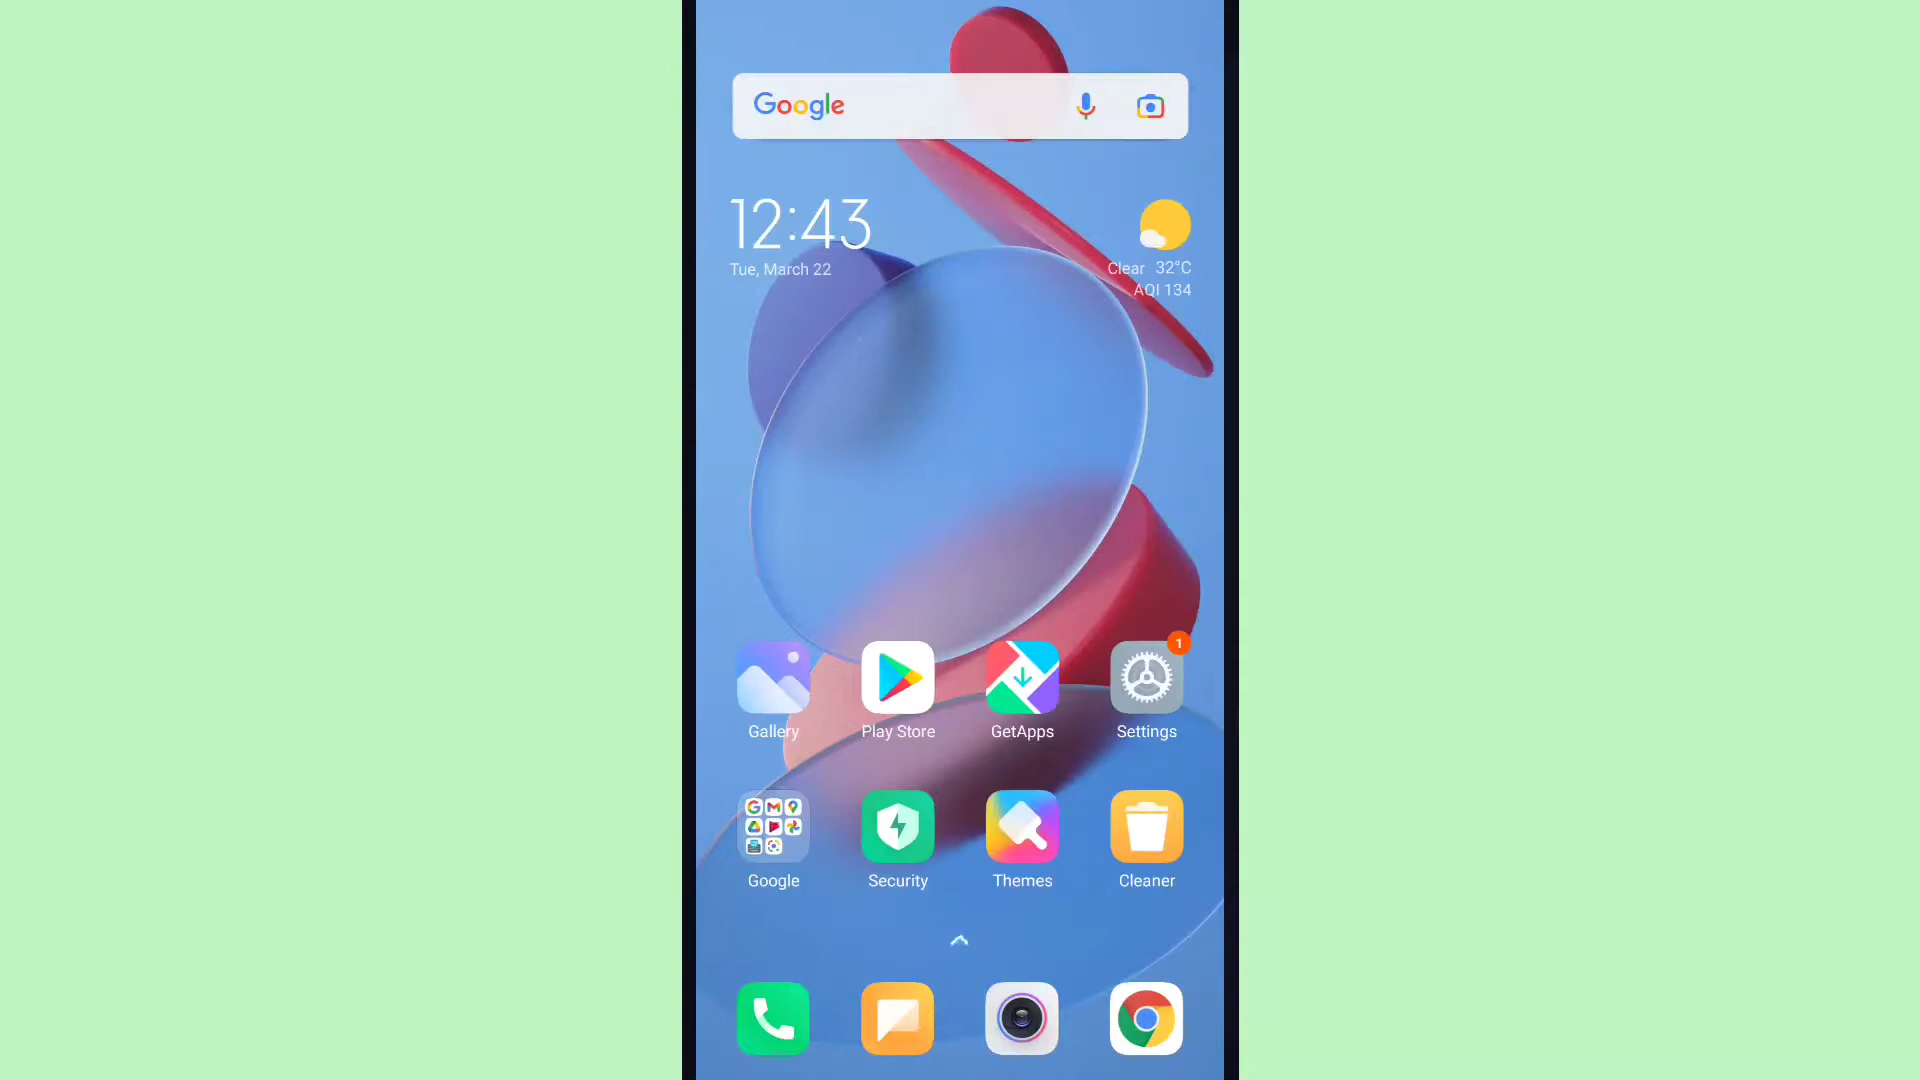 Google
12:43
Tue, March 22
Clear 32°C
AQI 134
1
Gallery
Play Store
GetApps
Settings
Google
Security
Themes
Cleaner